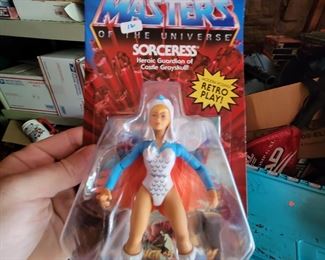 MASTERS
OF THE UNIVERSE
SORCERESS
Heroic Guardian of
Castle Grayskull!
RETRO
PLAY!